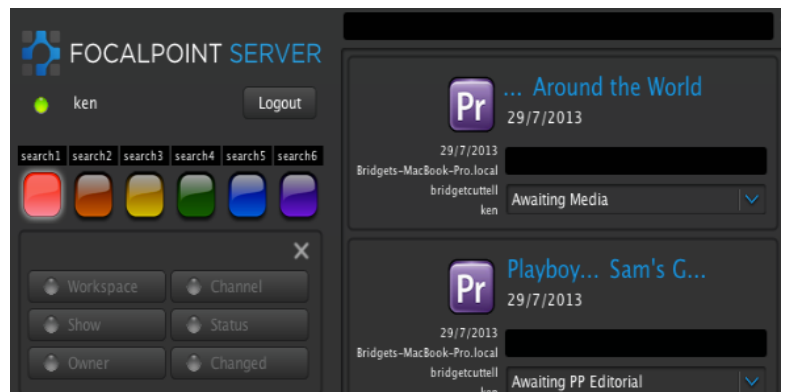 FOCALPOINT SERVER
ken
Logout
search1 search2 search3 search4 search5 search6
Workspace
Channel
Show
Status
Owner
Changed
Pr
... Around the World
29/7/2013
29/7/2013
Bridgets-MacBook-Pro.local
bridgetcuttell
ken
Awaiting Media
Pr
Playboy... Sam's G...
29/7/2013
29/7/2013
Bridgets-MacBook-Pro.local
bridgetcuttell
ken
Awaiting PP Editorial